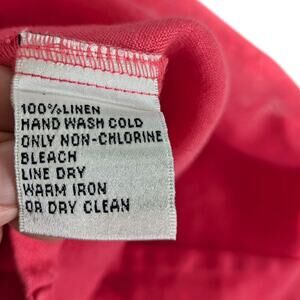 100% LINEN
HAND WASH COLD
ONLY NON-CHLORINE
BLEACH
LINE DRY
WARM IRON
OR DRY CLEAN